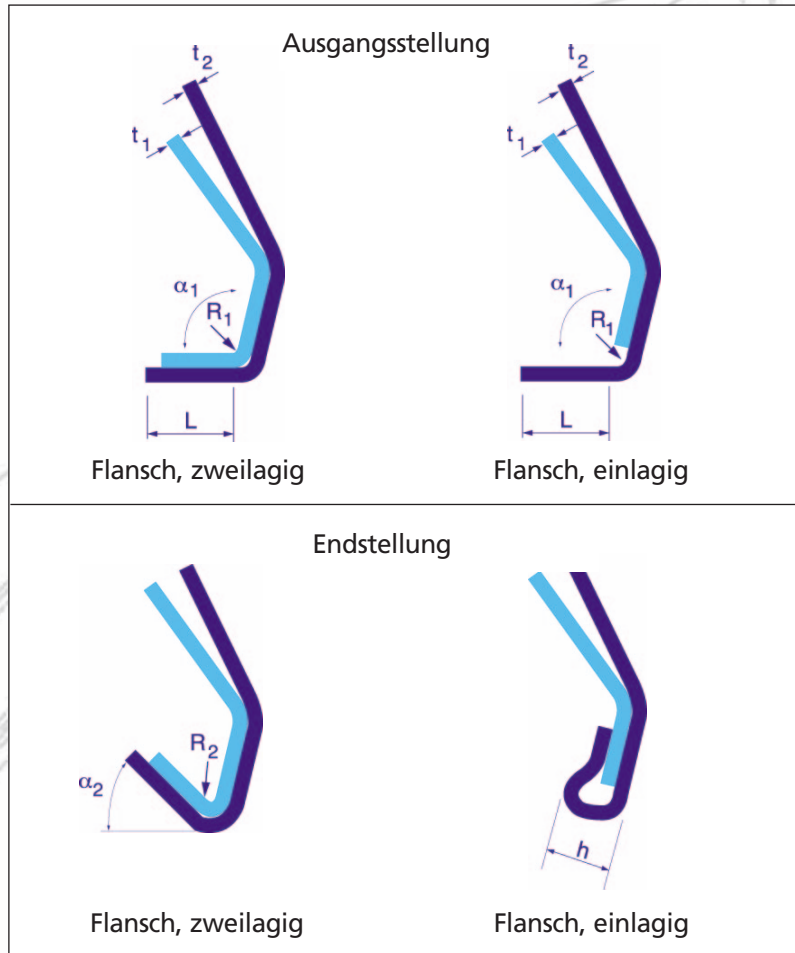 Ausgangsstellung
t2 t2
t1 t1
α1 α1
R1 R1
L L
Flansch, zweilagig Flansch, einlagig
Endstellung
R2
α2
h
Flansch, zweilagig Flansch, einlagig